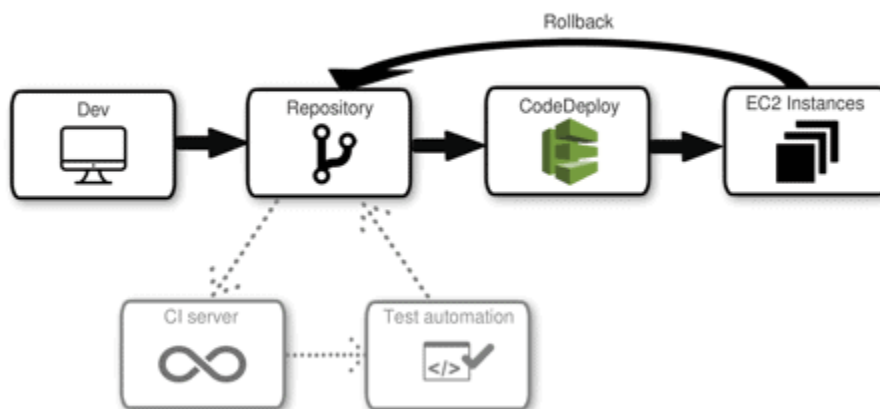 Rollback
Dev
Repository
CodeDeploy
EC2 Instances
CI server
Test automation
</>